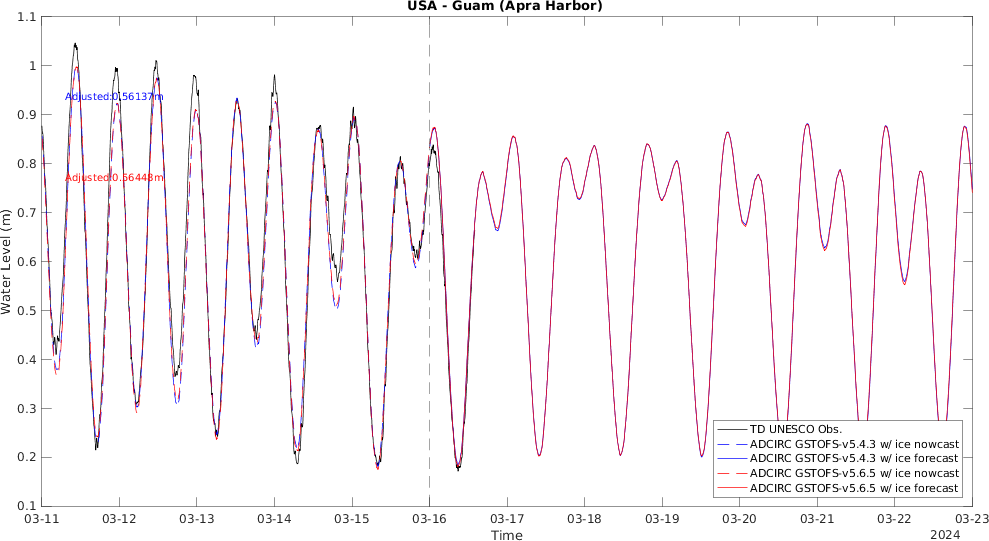 USA - Guam (Apra Harbor)
1.1
1
0.9
0.8
0.7
0.6
0.5
0.4
0.3
0.2
0.1
Water Level (m)
Adjusted:0.56137m
Adjusted:0.56448m
TD UNESCO Obs.
ADCIRC GSTOFS-v5.4.3 w/ ice nowcast
ADCIRC GSTOFS-v5.4.3 w/ ice forecast
ADCIRC GSTOFS-v5.6.5 w/ ice nowcast
ADCIRC GSTOFS-v5.6.5 w/ ice forecast
03-11 03-12 03-13 03-14 03-15 03-16 03-17 03-18 03-19 03-20 03-21 03-22 03-23
Time
2024